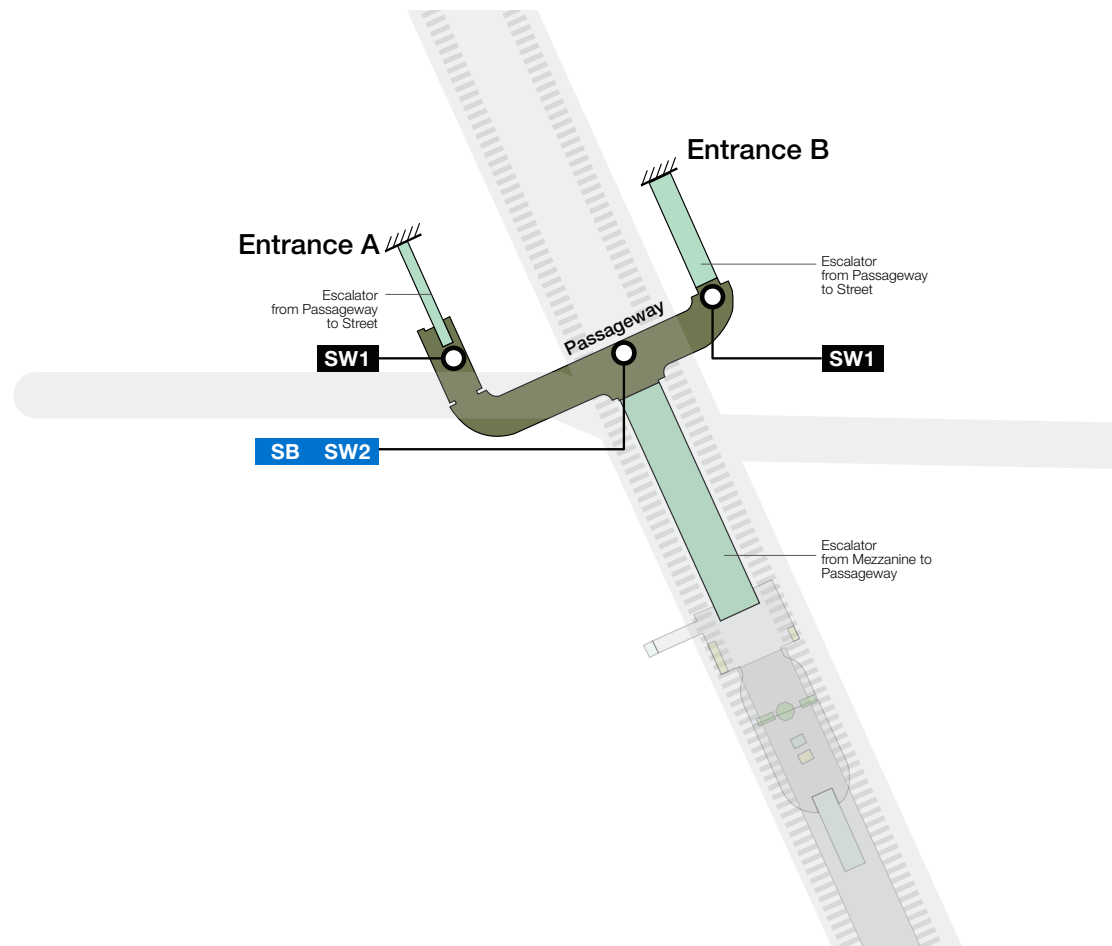 Entrance B
Entrance A
Escalator
from Passageway
to Street
Escalator
from Passageway
to Street
Passageway
SW1
SW1
SB SW2
Escalator
from Mezzanine to
Passageway